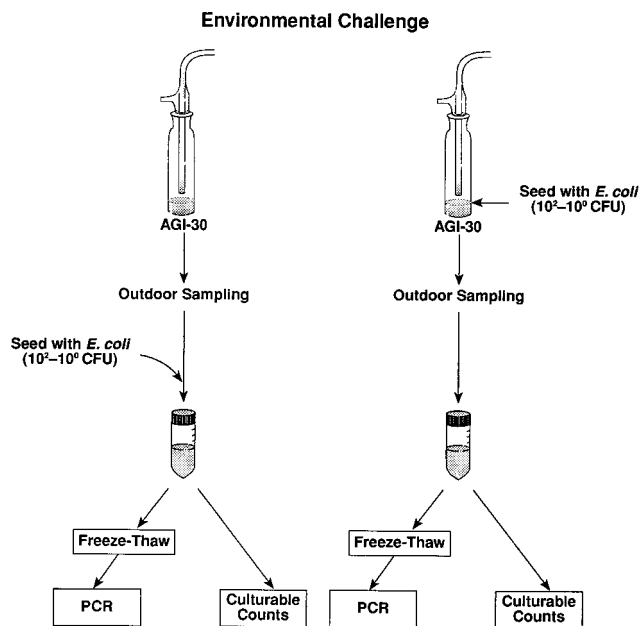 Environmental Challenge
AGI-30
Outdoor Sampling
Seed with E. coli
(10²–10⁰ CFU)
Freeze-Thaw
PCR
Culturable
Counts
Seed with E. coli
(10²–10⁰ CFU)
AGI-30
Outdoor Sampling
Freeze-Thaw
PCR
Culturable
Counts